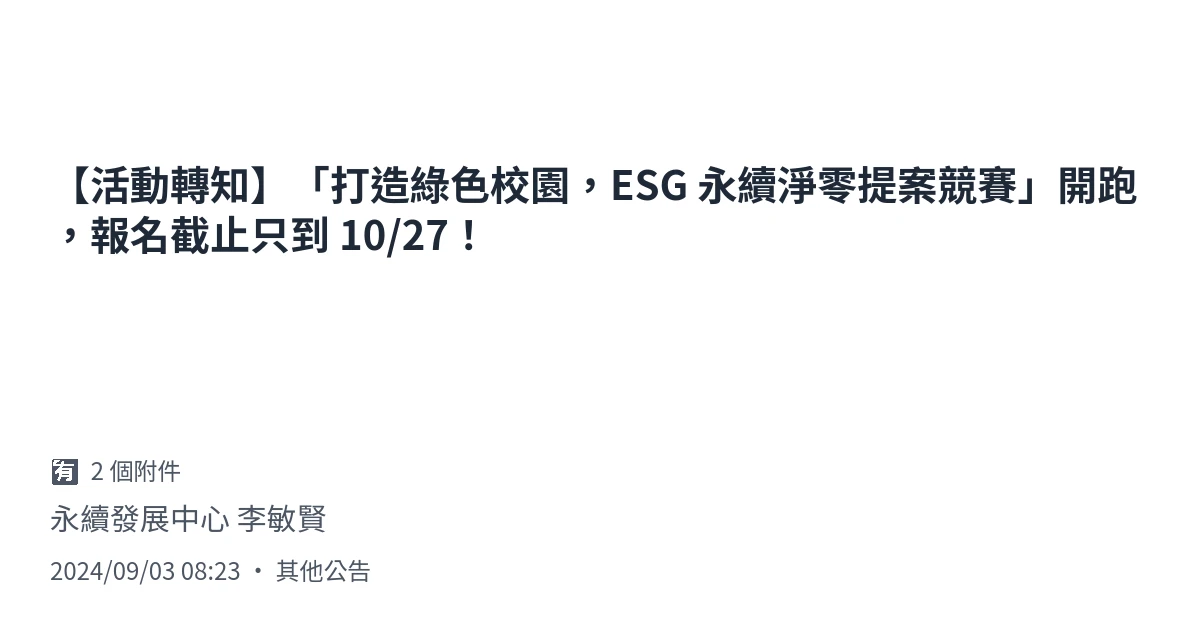 【活動轉知】「打造綠色校園，ESG 永續淨零提案競賽」開跑
，報名截止只到 10/27！
🈶 2 個附件
永續發展中心 李敏賢
2024/09/03 08:23 • 其他公告